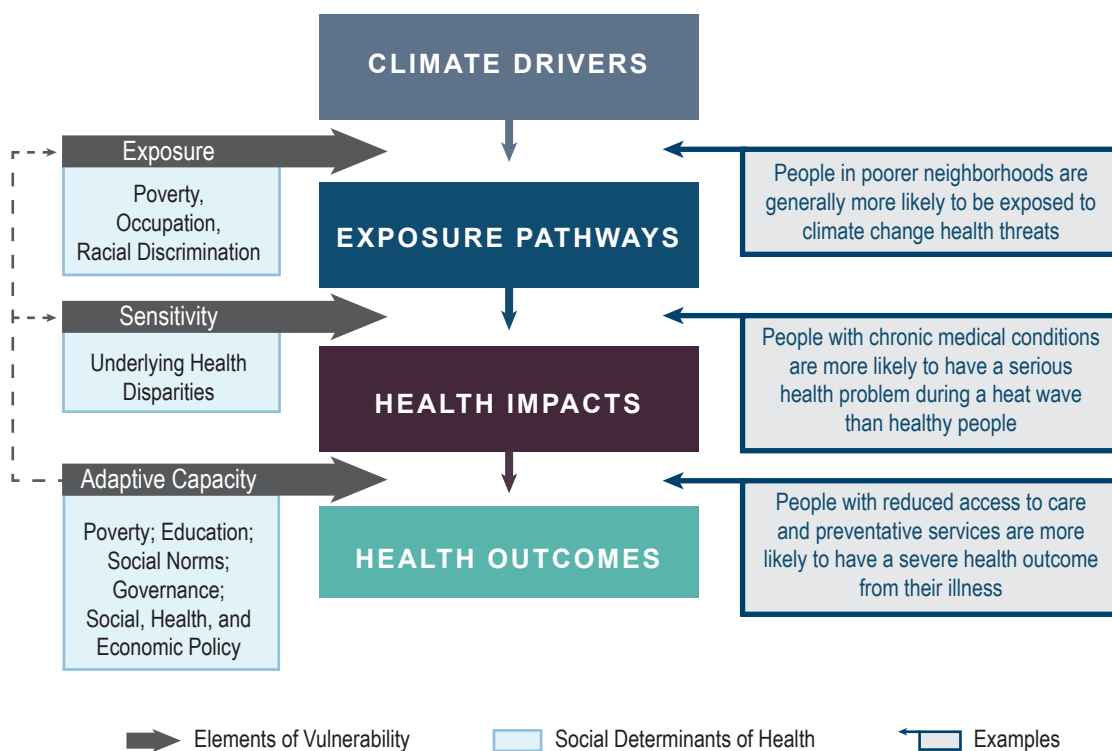 CLIMATE DRIVERS
Exposure
Poverty,
Occupation,
Racial Discrimination
People in poorer neighborhoods are
generally more likely to be exposed to
climate change health threats
EXPOSURE PATHWAYS
Sensitivity
Underlying Health
Disparities
People with chronic medical conditions
are more likely to have a serious
health problem during a heat wave
than healthy people
HEALTH IMPACTS
Adaptive Capacity
Poverty; Education;
Social Norms;
Governance;
Social, Health, and
Economic Policy
People with reduced access to care
and preventative services are more
likely to have a severe health outcome
from their illness
HEALTH OUTCOMES
Elements of Vulnerability
Social Determinants of Health
Examples